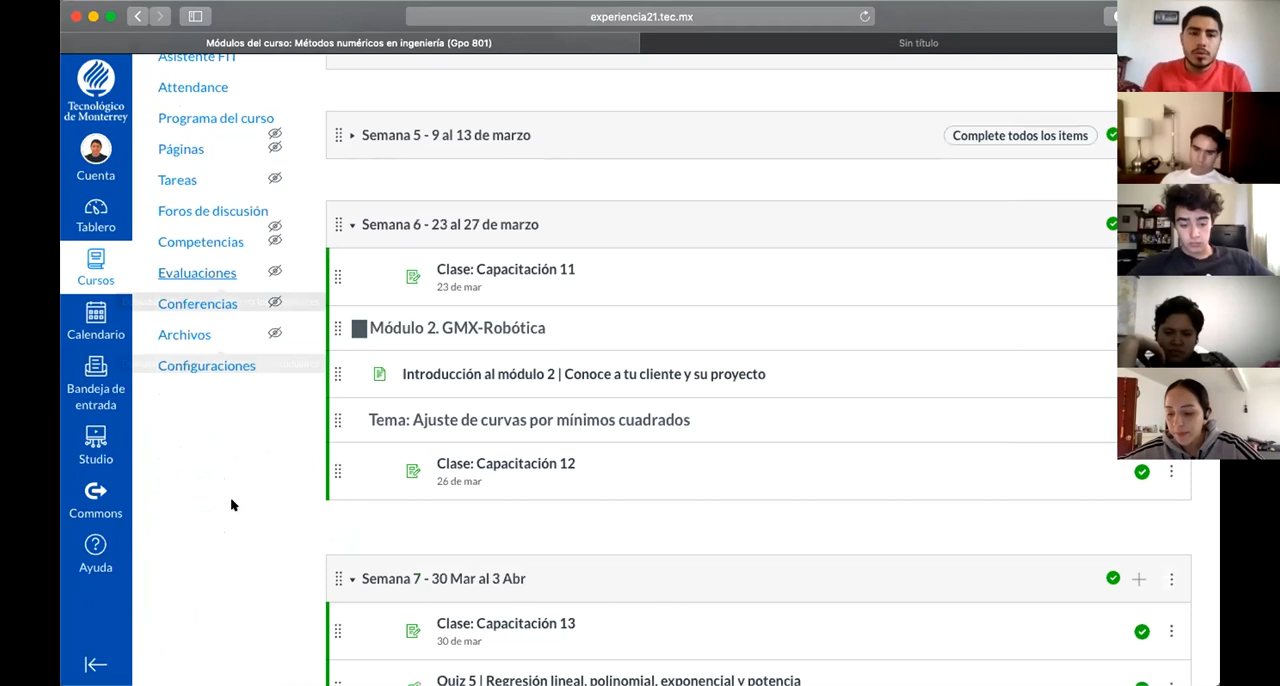 experiencia21.tec.mx
Módulos del curso: Métodos numéricos en ingeniería (Gpo 801)
Sin título
Tecnológico
de Monterrey
Cuenta
Tablero
Cursos
Calendario
Bandeja de
entrada
Studio
Commons
Ayuda
Asistente FIT
Attendance
Programa del curso
Páginas
Tareas
Foros de discusión
Competencias
Evaluaciones
Conferencias
Archivos
Configuraciones
Semana 5 - 9 al 13 de marzo
Complete todos los items
Semana 6 - 23 al 27 de marzo
Clase: Capacitación 11
23 de mar
Módulo 2. GMX-Robótica
Introducción al módulo 2 | Conoce a tu cliente y su proyecto
Tema: Ajuste de curvas por mínimos cuadrados
Clase: Capacitación 12
26 de mar
Semana 7 - 30 Mar al 3 Abr
Clase: Capacitación 13
30 de mar
Quiz 5 | Regresión lineal, polinomial, exponencial y potencia